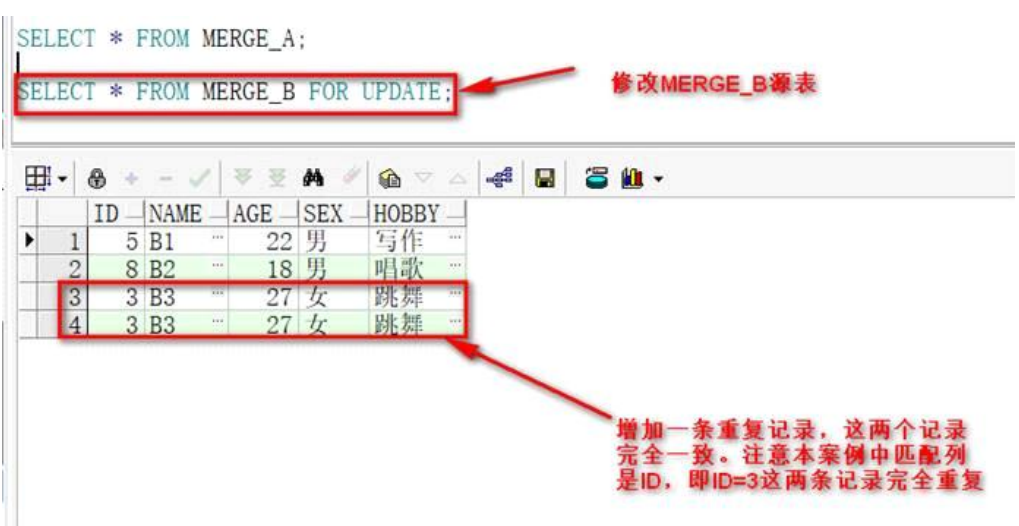 SELECT * FROM MERGE_A;
SELECT * FROM MERGE_B FOR UPDATE;
修改MERGE_B源表
ID NAME AGE SEX HOBBY
1 5 B1 ... 22 男 写作 ...
2 8 B2 ... 18 男 唱歌 ...
3 3 B3 ... 27 女 跳舞 ...
4 3 B3 ... 27 女 跳舞 ...
增加一条重复记录，这两个记录
完全一致。注意本案例中匹配列
是ID，即ID=3这两条记录完全重复